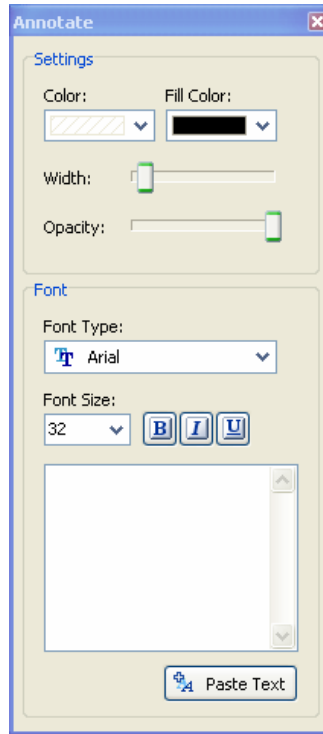 Annotate
Settings
Color: Fill Color:
Width:
Opacity:
Font
Font Type:
Arial
Font Size:
32 B I U
Paste Text